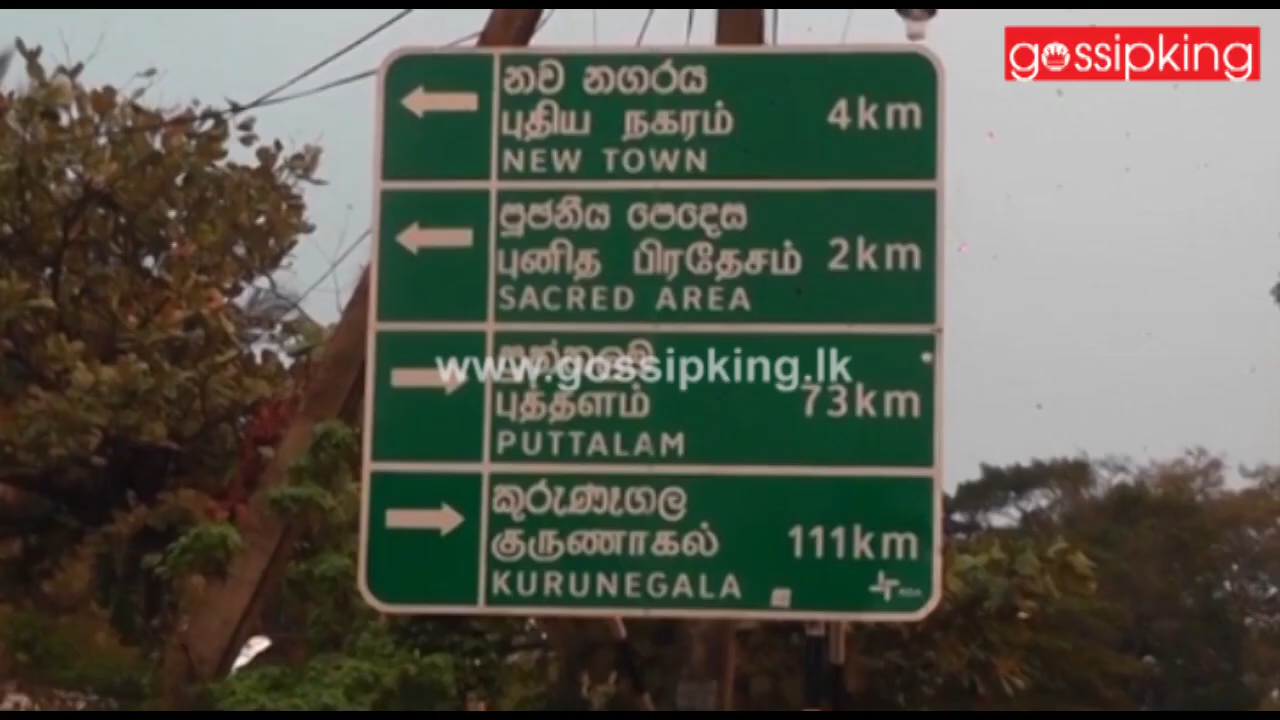 gossipking
නව නගරය
புதிய நகரம்
NEW TOWN
4km
පූජනීය පෙදෙස
புனித பிரதேசம்
SACRED AREA
2km
www.gossipking.lk
புத்தளம்
PUTTALAM
73km
කුරුණෑගල
குருணாகல்
KURUNEGALA
111km
RDA